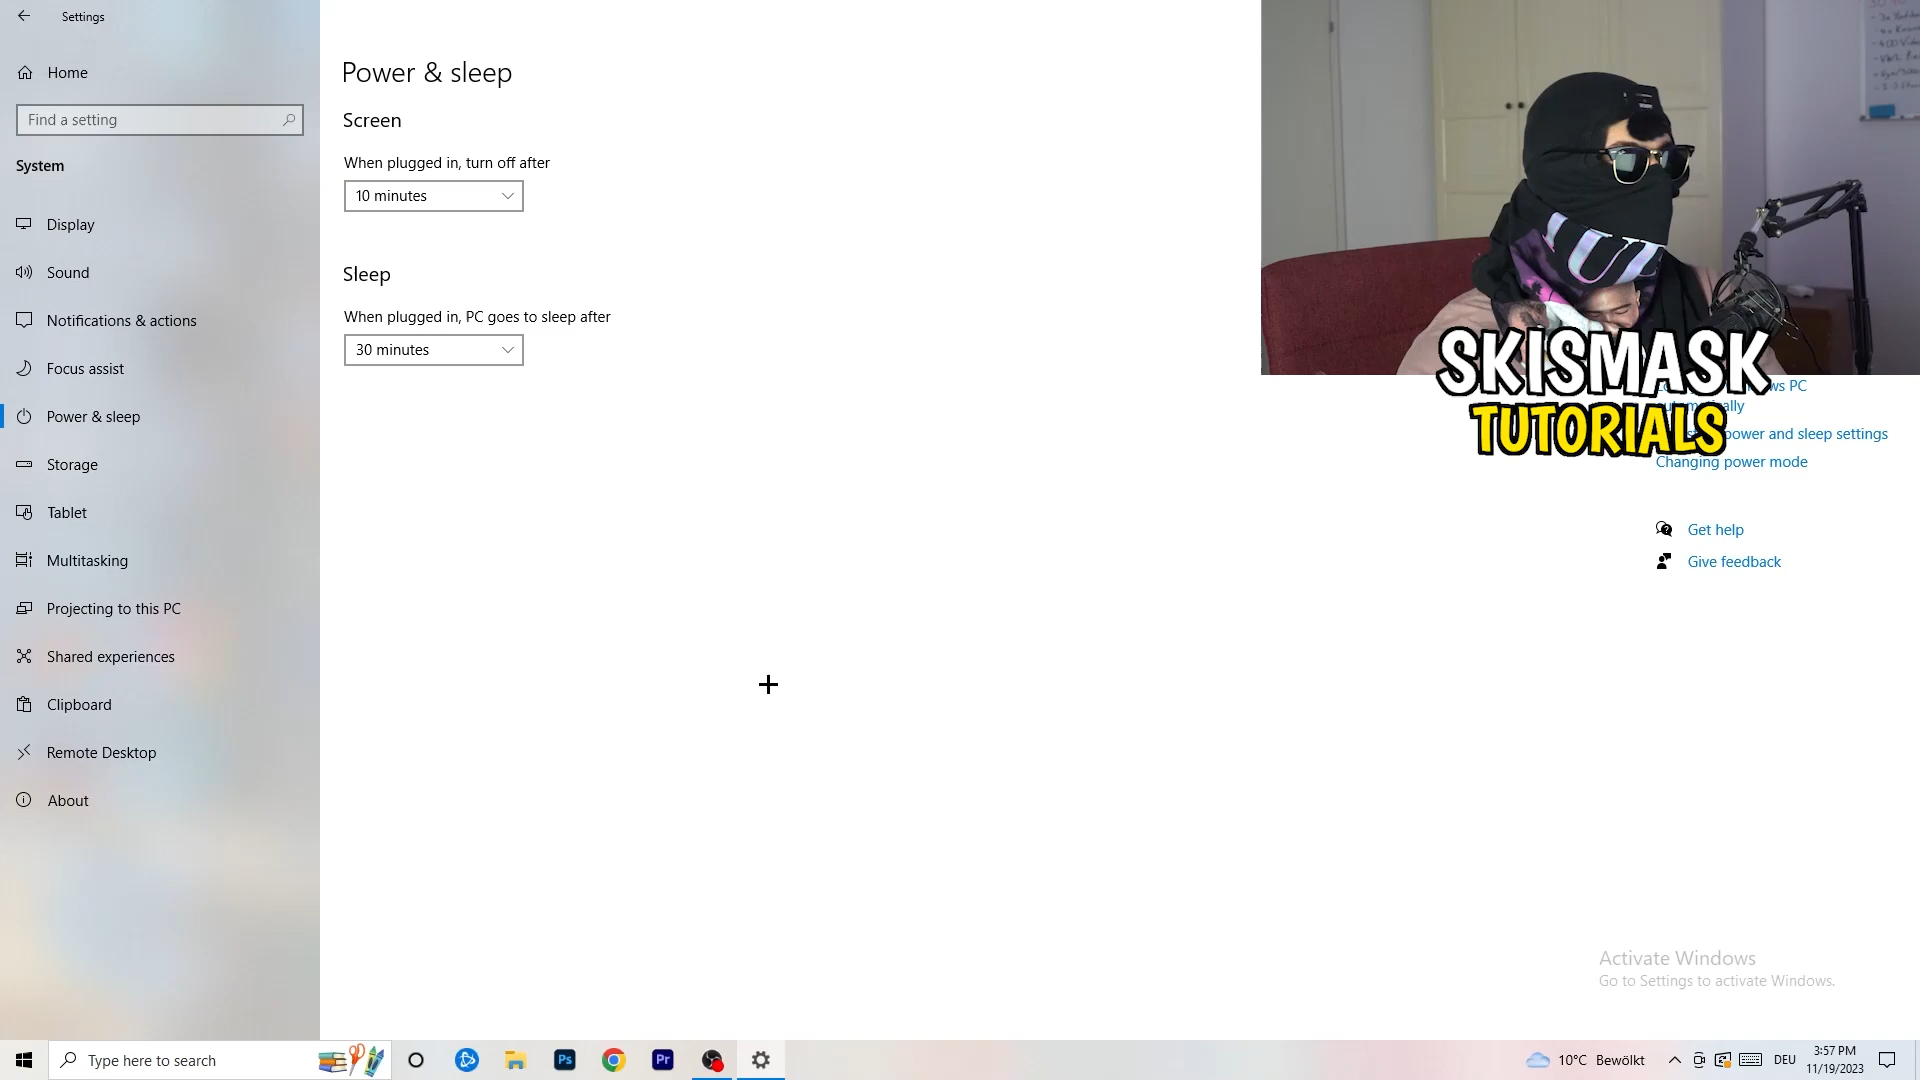 Settings
Home
Find a setting
System
Display
Sound
Notifications & actions
Focus assist
Power & sleep
Storage
Tablet
Multitasking
Projecting to this PC
Shared experiences
Clipboard
Remote Desktop
About
Power & sleep
Screen
When plugged in, turn off after
10 minutes
Sleep
When plugged in, PC goes to sleep after
30 minutes
SKISMASK
TUTORIALS
PC
power and sleep settings
Changing power mode
Get help
Give feedback
Activate Windows
Go to Settings to activate Windows.
Type here to search
Ps
Pr
10°C Bewölkt
DEU
3:57 PM
11/19/2023